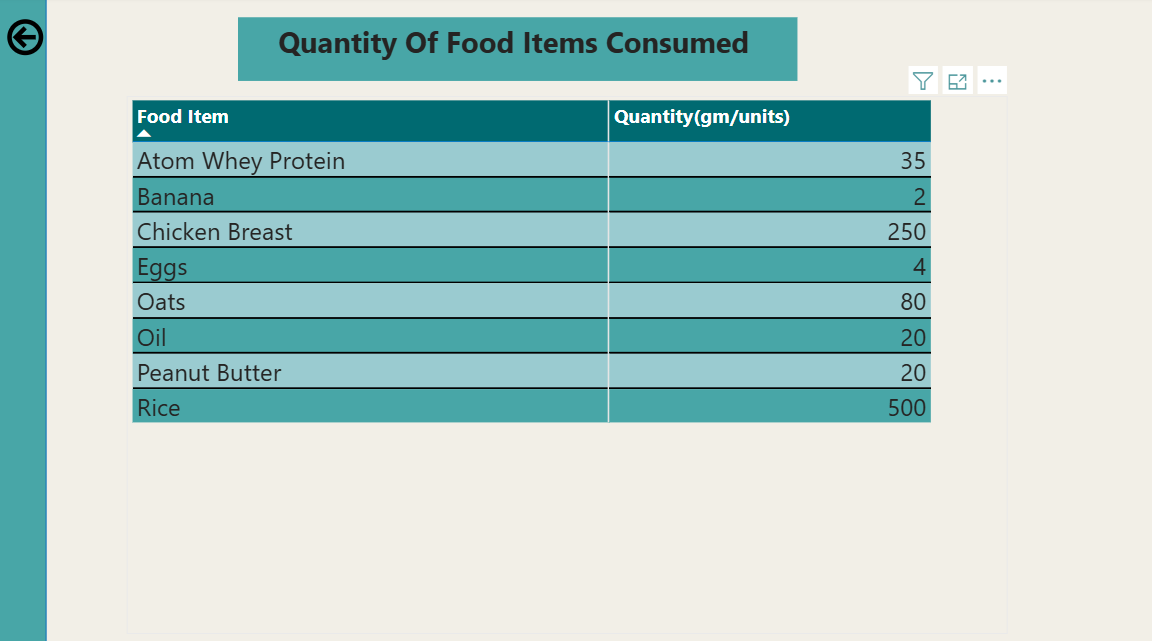 Quantity Of Food Items Consumed
Food Item Quantity(gm/units)
Atom Whey Protein 35
Banana 2
Chicken Breast 250
Eggs 4
Oats 80
Oil 20
Peanut Butter 20
Rice 500